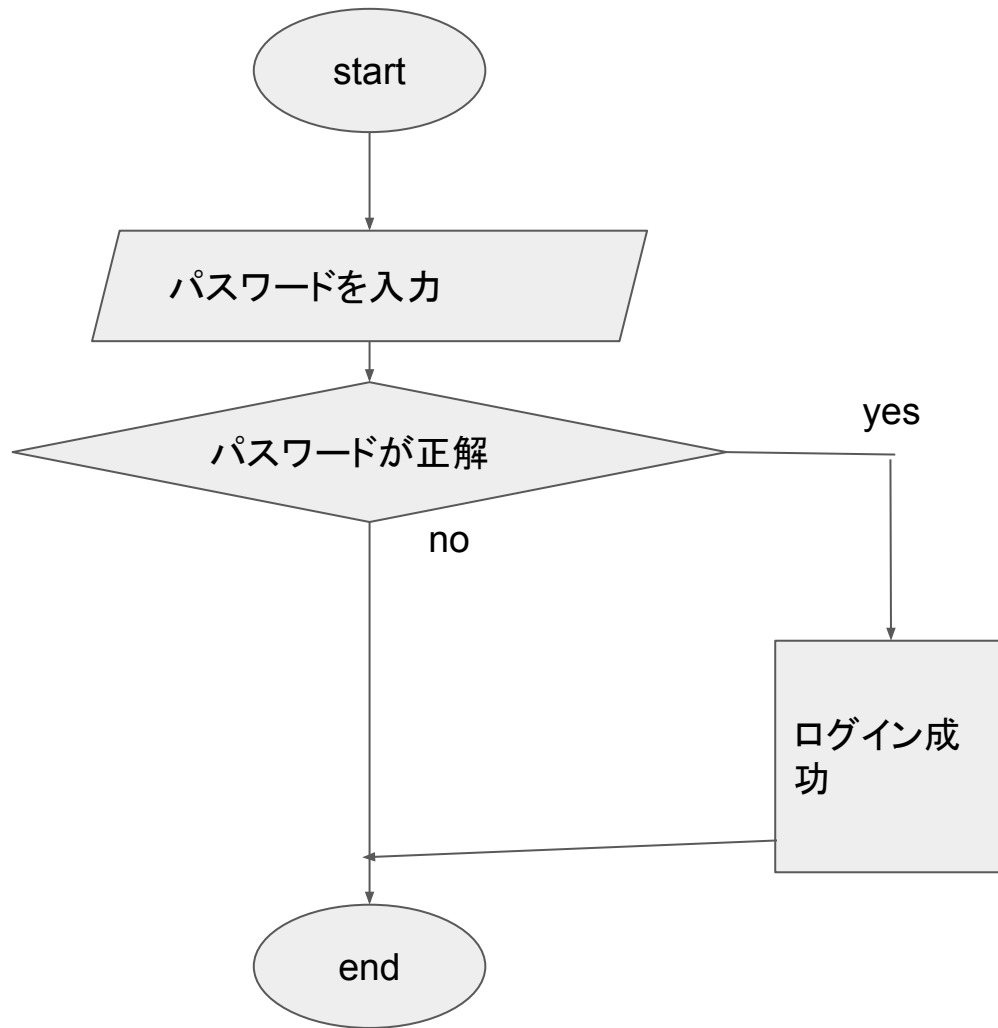 start
パスワードを入力
パスワードが正解
yes
no
ログイン成
功
end